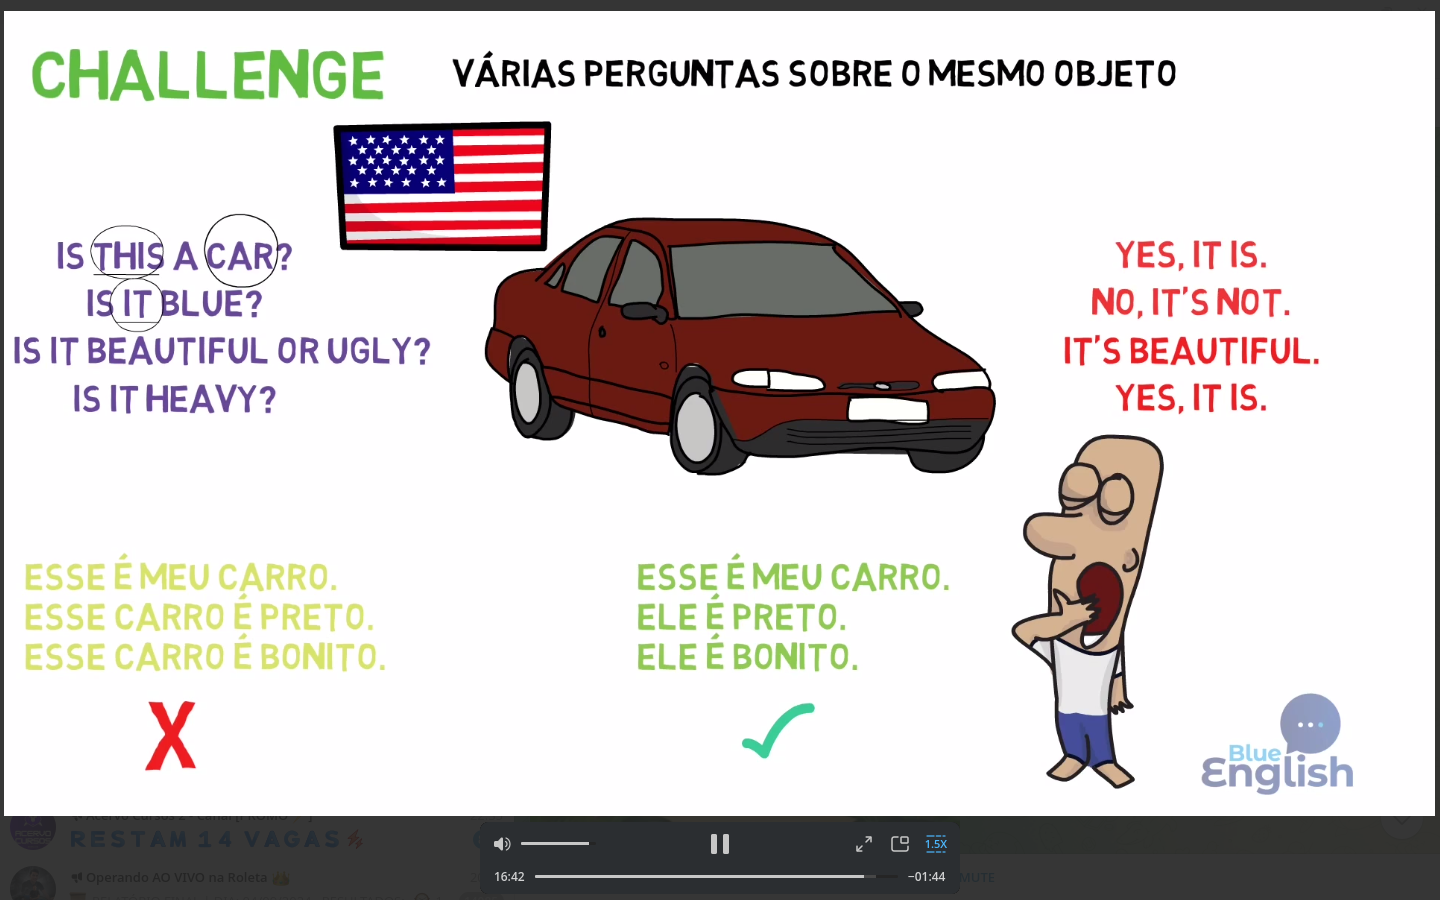 CHALLENGE
VÁRIAS PERGUNTAS SOBRE O MESMO OBJETO
IS THIS A CAR?
IS IT BLUE?
IS IT BEAUTIFUL OR UGLY?
IS IT HEAVY?
YES, IT IS.
NO, IT'S NOT.
IT'S BEAUTIFUL.
YES, IT IS.
ESSE É MEU CARRO.
ESSE CARRO É PRETO.
ESSE CARRO É BONITO.
X
ESSE É MEU CARRO.
ELE É PRETO.
ELE É BONITO.
Blue
English
RESTAM 14 VAGAS
Operando AO VIVO na Roleta
1.5X
16:42
−01:44
MUTE